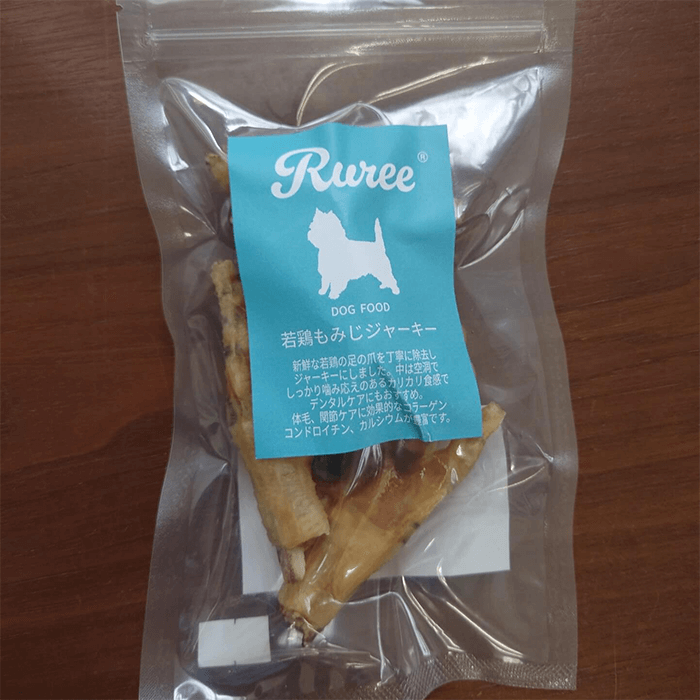 Ruree®
DOG FOOD
若鶏もみじジャーキー
新鮮な若鶏の足の爪を丁寧に除去し
ジャーキーにしました。中は空洞で
しっかり噛み応えのあるカリカリ食感で
デンタルケアにもおすすめ。
体毛、関節ケアに効果的なコラーゲン
コンドロイチン、カルシウムが豊富です。